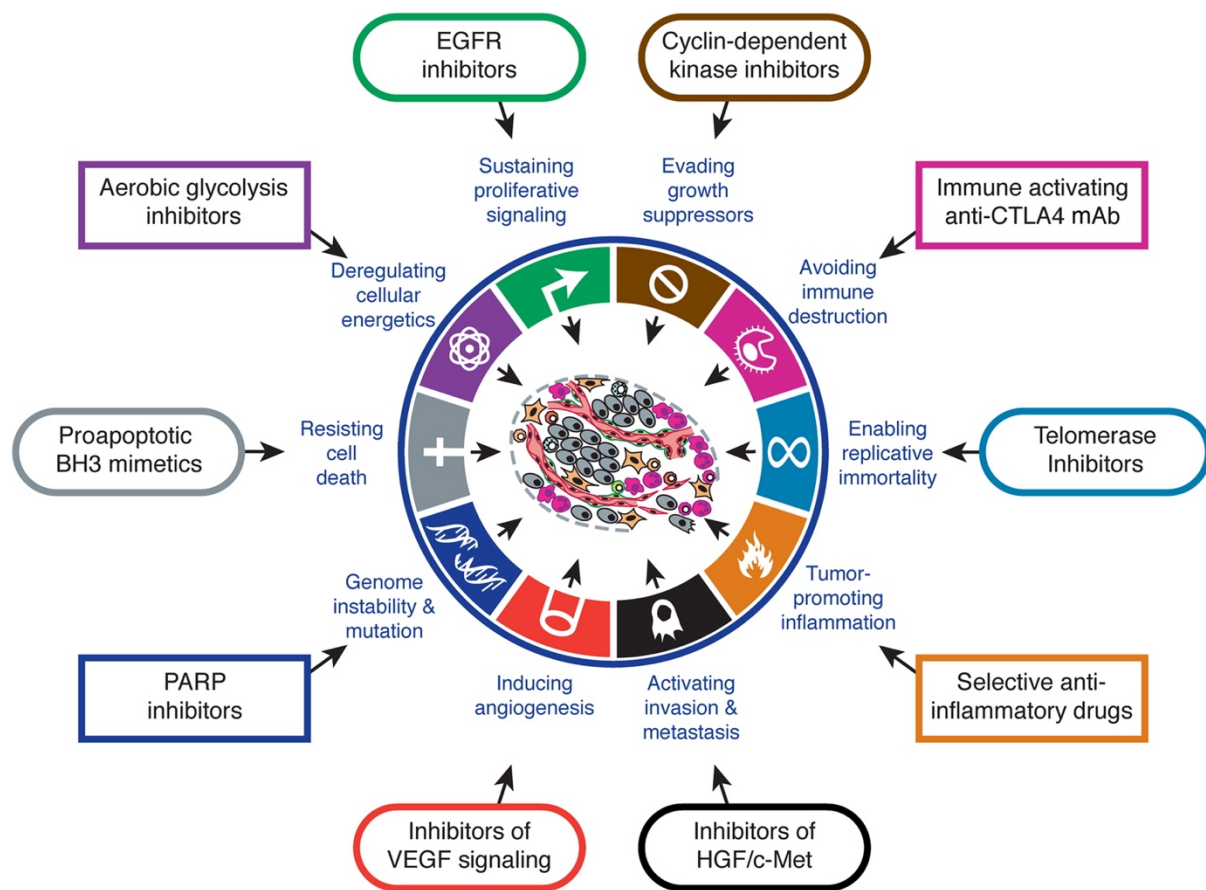 EGFR
inhibitors
Cyclin-dependent
kinase inhibitors
Sustaining
proliferative
signaling
Evading
growth
suppressors
Aerobic glycolysis
inhibitors
Immune activating
anti-CTLA4 mAb
Deregulating
cellular
energetics
Avoiding
immune
destruction
Proapoptotic
BH3 mimetics
Resisting
cell
death
Enabling
replicative
immortality
Telomerase
Inhibitors
Genome
instability &
mutation
Tumor-
promoting
inflammation
PARP
inhibitors
Inducing
angiogenesis
Activating
invasion &
metastasis
Selective anti-
inflammatory drugs
Inhibitors of
VEGF signaling
Inhibitors of
HGF/c-Met